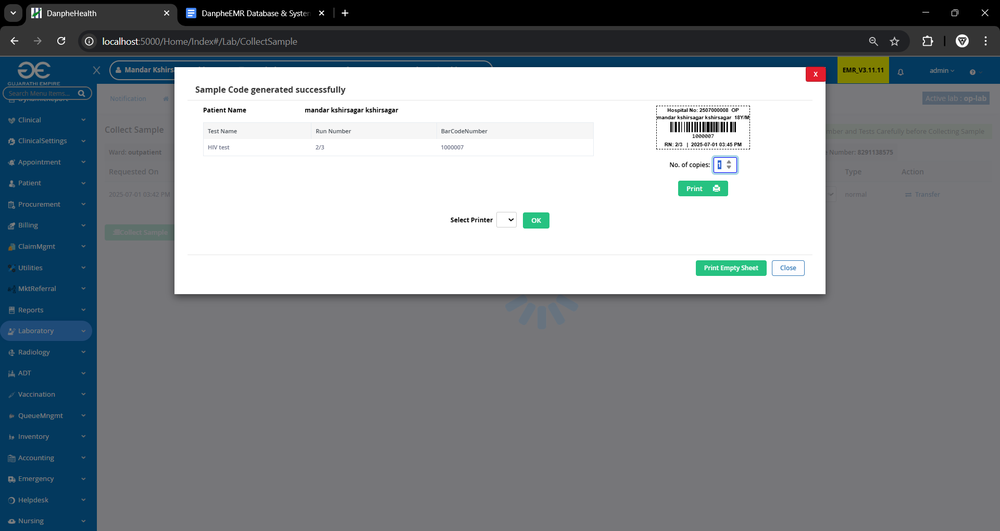 DanpheHealth
DanpheEMR Database & System
localhost:5000/Home/Index#/Lab/CollectSample
GUJARATHI EMPIRE
Search Menu Items...
DynamicReport
Clinical
ClinicalSettings
Appointment
Patient
Procurement
Billing
ClaimMgmt
Utilities
MktReferral
Reports
Laboratory
Radiology
ADT
Vaccination
QueueMngmt
Inventory
Accounting
Emergency
Helpdesk
Nursing
Mandar Kshirsa
EMR_V3.11.11
admin
Notification
Active lab : op-lab
Collect Sample
mber and Tests Carefully before Collecting Sample
Ward: outpatient
e Number: 8291138575
Requested On
Type
Action
2025-07-01 03:42 PM
normal
Transfer
Collect Sample
X
Sample Code generated successfully
Patient Name
mandar kshirsagar kshirsagar
Test Name
Run Number
BarCodeNumber
HIV test
2/3
1000007
Hospital No: 2507000008 OP
mandar kshirsagar kshirsagar 18Y/M
1000007
RN: 2/3 | 2025-07-01 03:45 PM
No. of copies: 1
Print
Select Printer
OK
Print Empty Sheet
Close